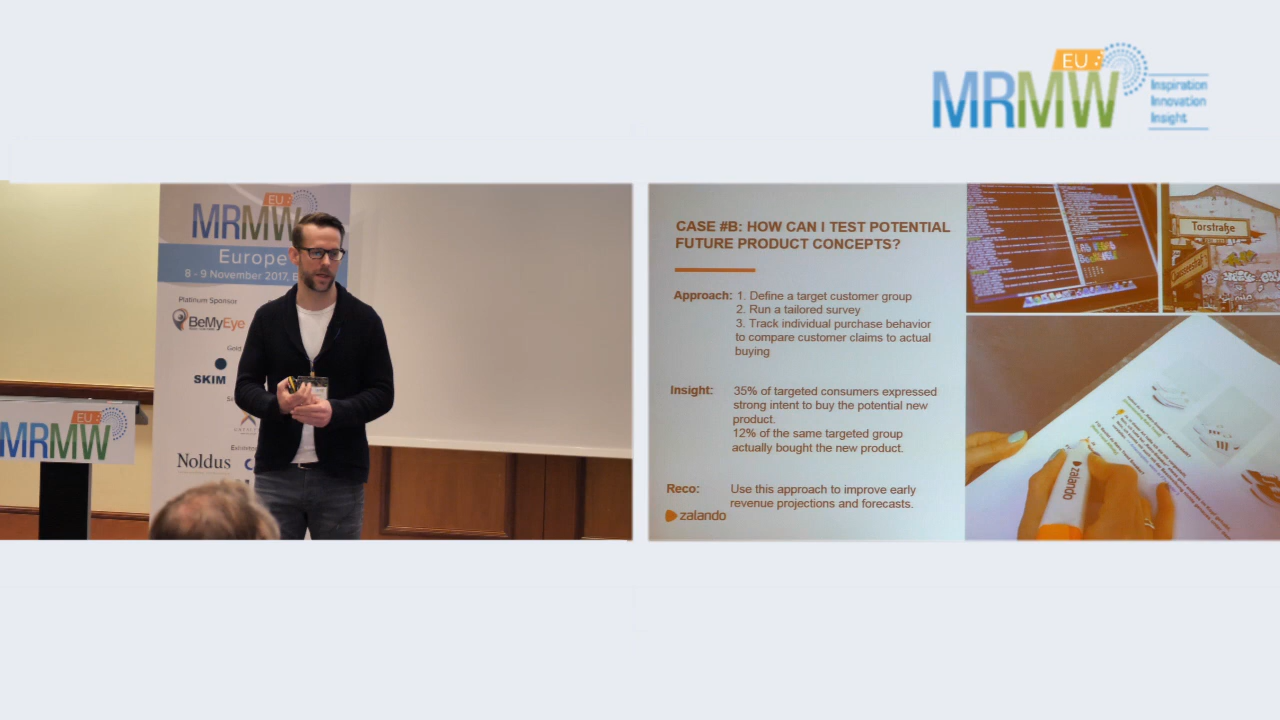 EU
MRMW
Inspiration
Innovation
Insight
EU
MRMW
Europe
8 - 9 November 2017, B
Platinum Sponsor
BeMyEye
Gold
SKIM
Noldus
EU
MRMW
CASE #B: HOW CAN I TEST POTENTIAL
FUTURE PRODUCT CONCEPTS?
Approach: 1. Define a target customer group
2. Run a tailored survey
3. Track individual purchase behavior
to compare customer claims to actual
buying
Insight: 35% of targeted consumers expressed
strong intent to buy the potential new
product.
12% of the same targeted group
actually bought the new product.
Reco: Use this approach to improve early
revenue projections and forecasts.
zalando
Torstraße
zalando